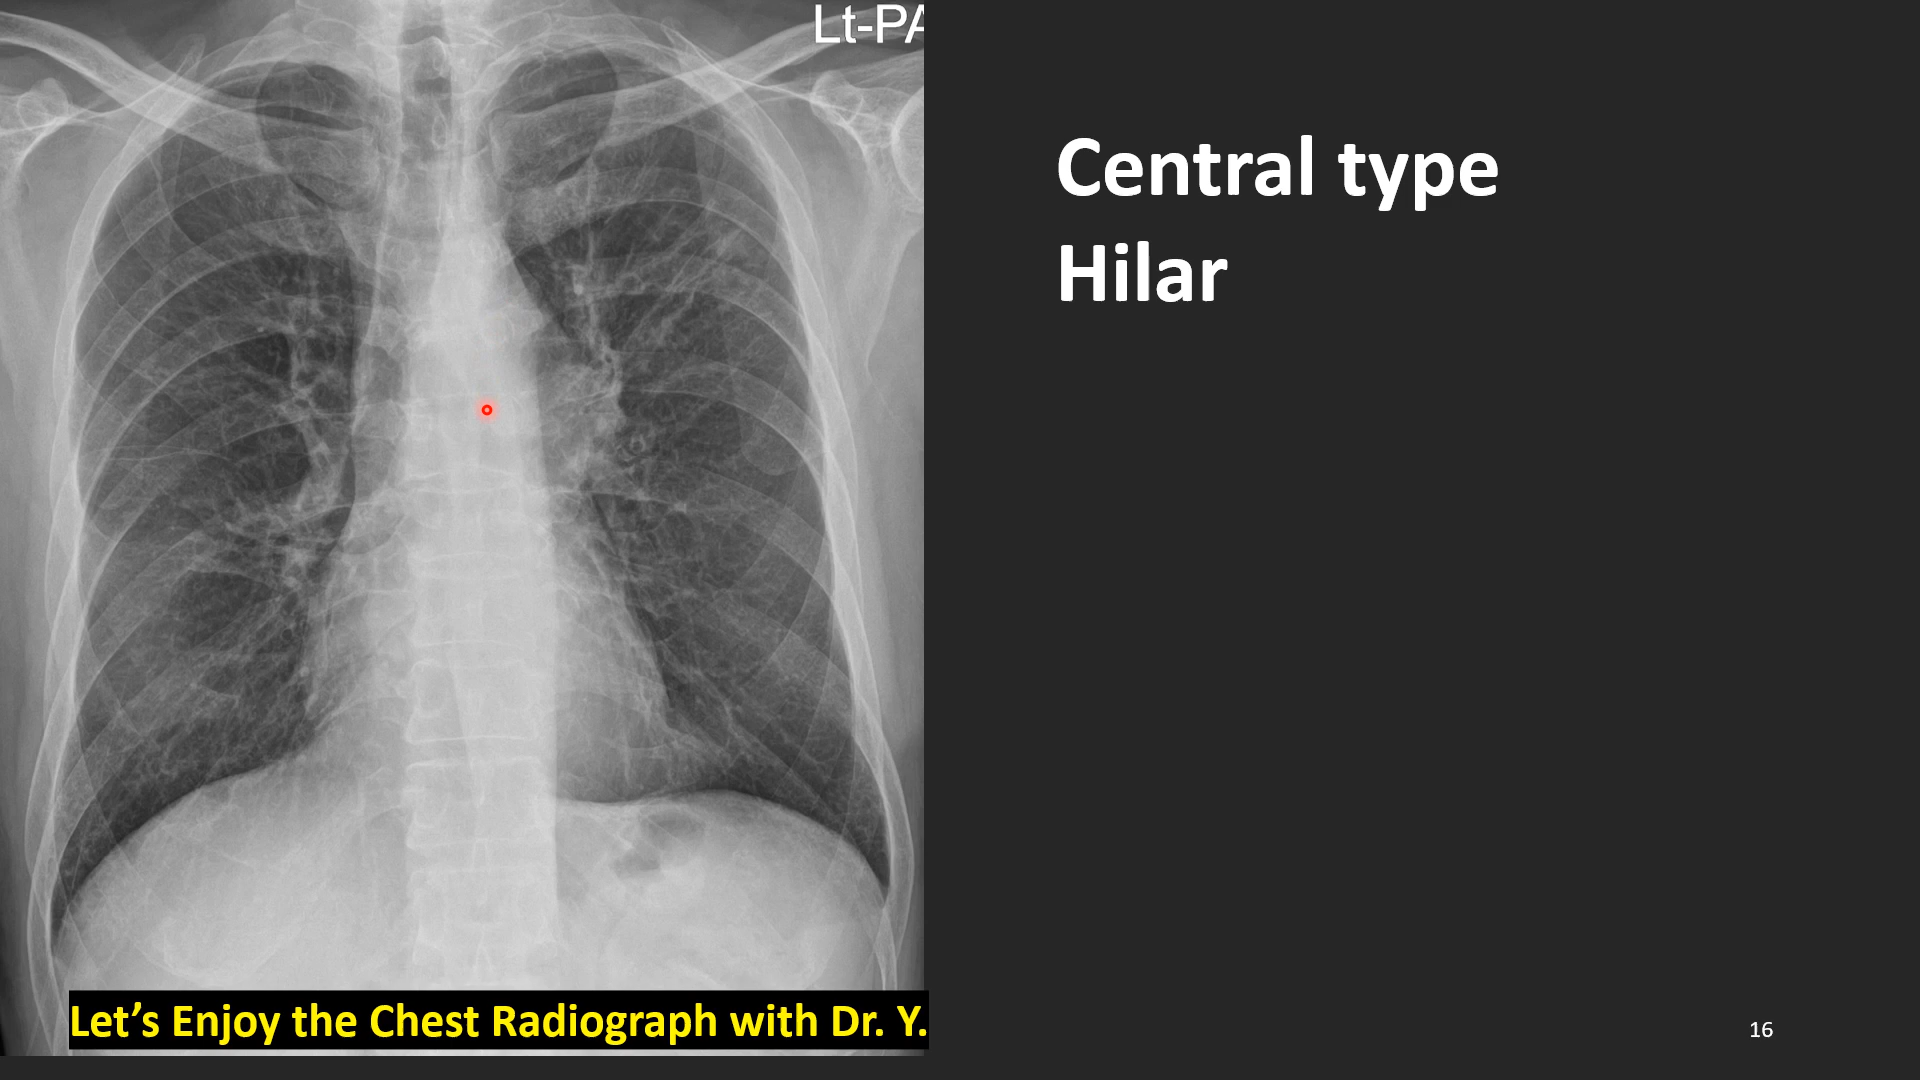 Lt-PA
Central type
Hilar
Let’s Enjoy the Chest Radiograph with Dr. Y.
16